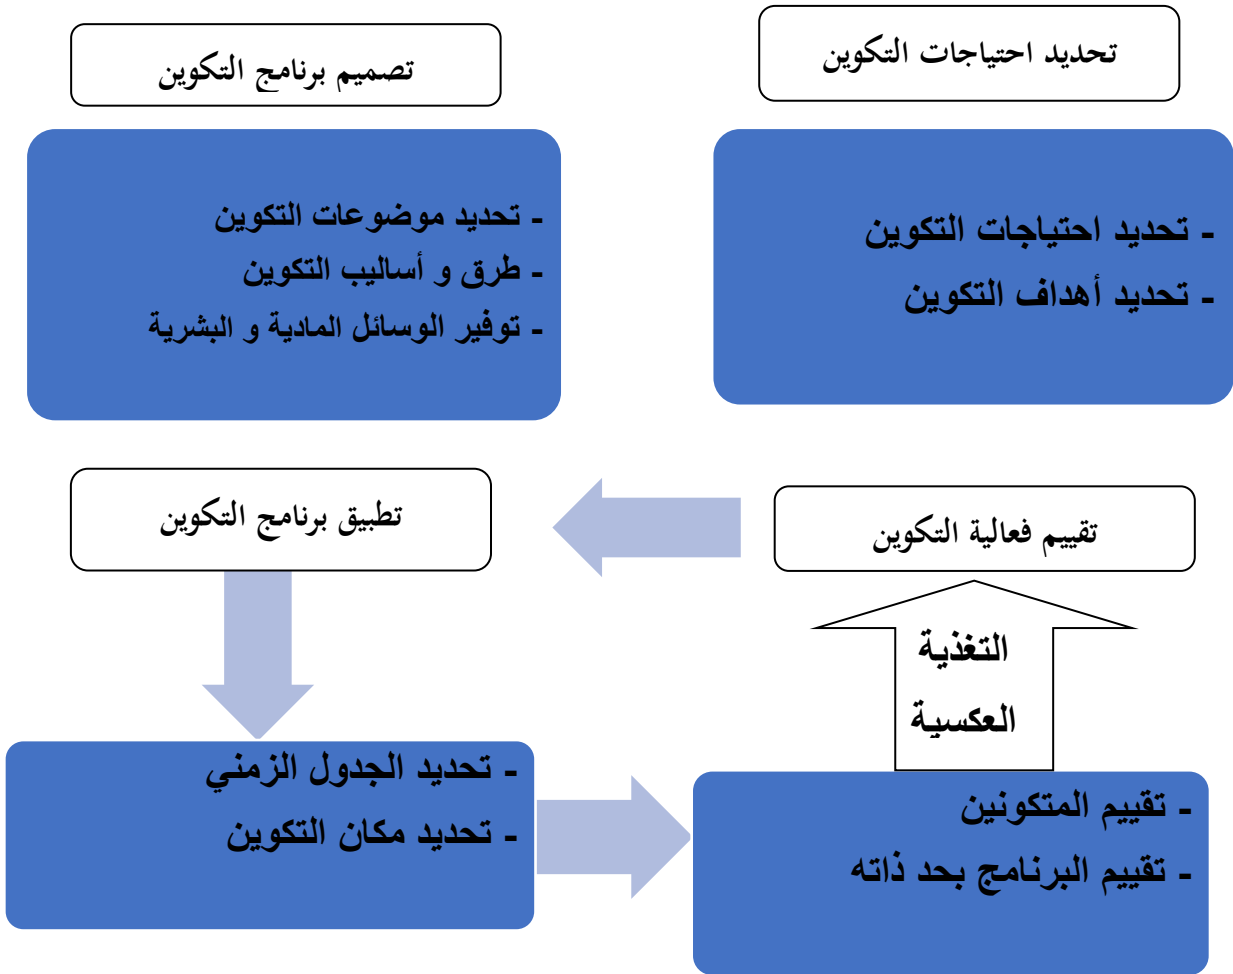 تحديد احتياجات التكوين
- تحديد احتياجات التكوين
- تحديد أهداف التكوين
تصميم برنامج التكوين
- تحديد موضوعات التكوين
- طرق و أساليب التكوين
- توفير الوسائل المادية و البشرية
تطبيق برنامج التكوين
- تحديد الجدول الزمني
- تحديد مكان التكوين
تقييم فعالية التكوين
التغذية
العكسية
- تقييم المتكونين
- تقييم البرنامج بحد ذاته